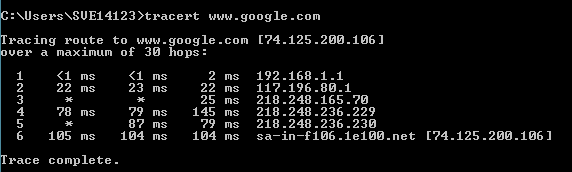 C:\Users\SVE14123>tracert www.google.com
Tracing route to www.google.com [74.125.200.106]
over a maximum of 30 hops:
1 <1 ms <1 ms 2 ms 192.168.1.1
2 22 ms 23 ms 22 ms 117.196.80.1
3 * * 25 ms 218.248.165.70
4 78 ms 79 ms 145 ms 218.248.236.229
5 * 87 ms 79 ms 218.248.236.230
6 105 ms 104 ms 104 ms sa-in-f106.1e100.net [74.125.200.106]
Trace complete.